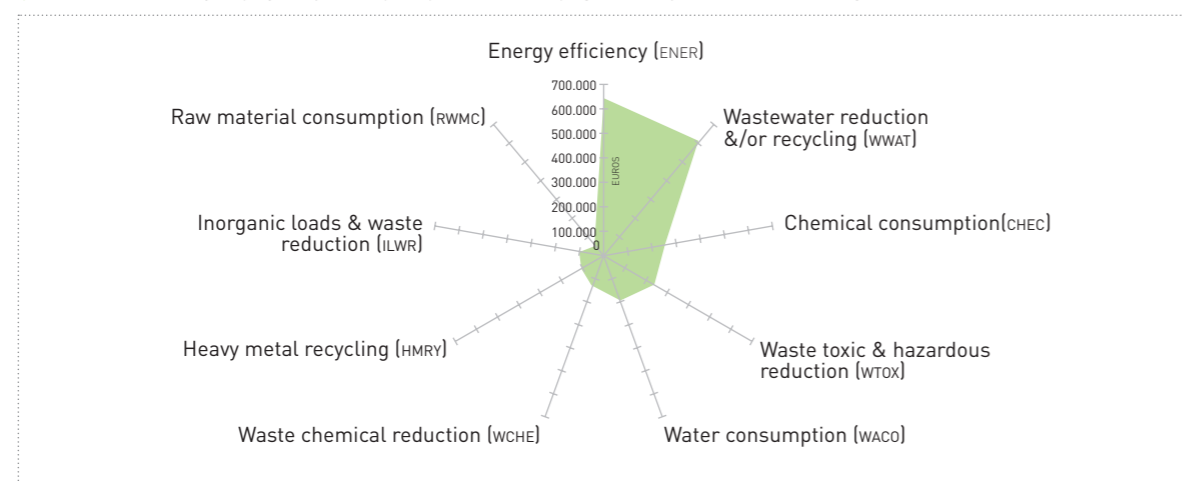 Energy efficiency (ENER)
700.000
600.000
500.000
400.000
300.000
200.000
100.000
0
EUROS
Raw material consumption (RWMC)
Wastewater reduction
&/or recycling (WWAT)
Inorganic loads & waste
reduction (ILWR)
Chemical consumption(CHEC)
Heavy metal recycling (HMRY)
Waste toxic & hazardous
reduction (WTOX)
Waste chemical reduction (WCHE)
Water consumption (WACO)